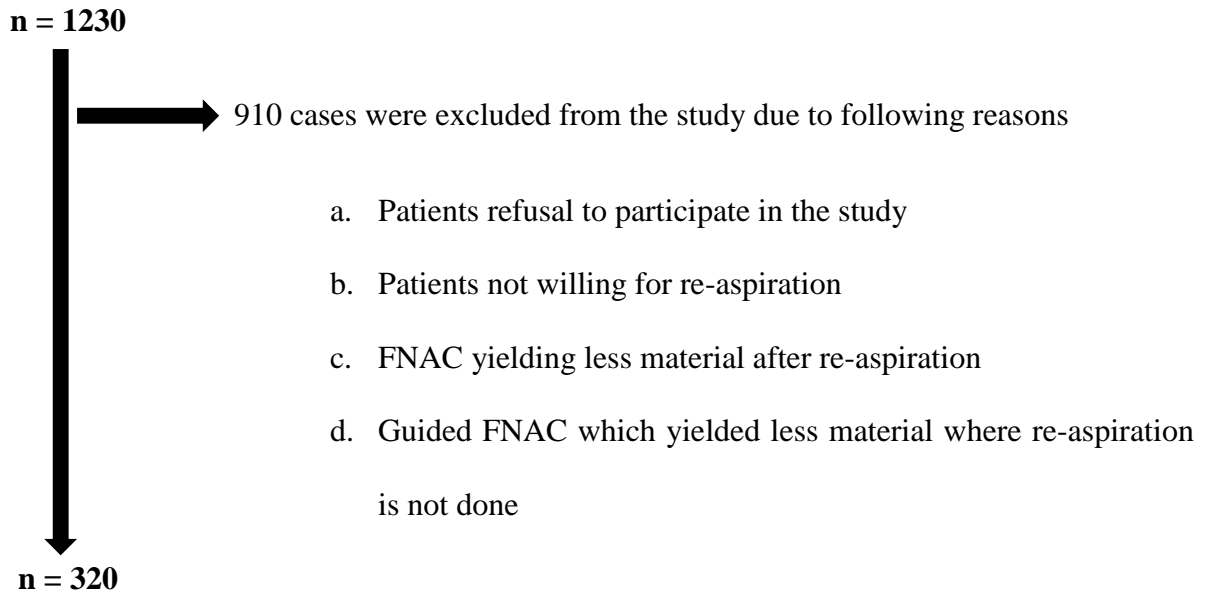 n = 1230
910 cases were excluded from the study due to following reasons
a. Patients refusal to participate in the study
b. Patients not willing for re-aspiration
c. FNAC yielding less material after re-aspiration
d. Guided FNAC which yielded less material where re-aspiration
is not done
n = 320